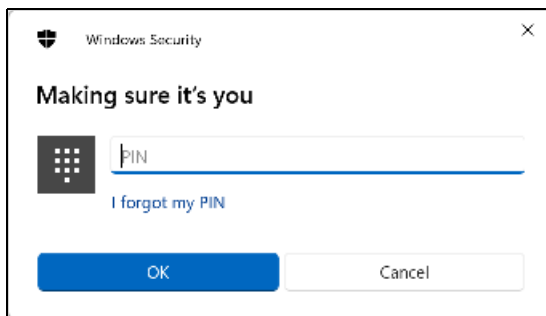 Windows Security
Making sure it's you
PIN
I forgot my PIN
OK
Cancel